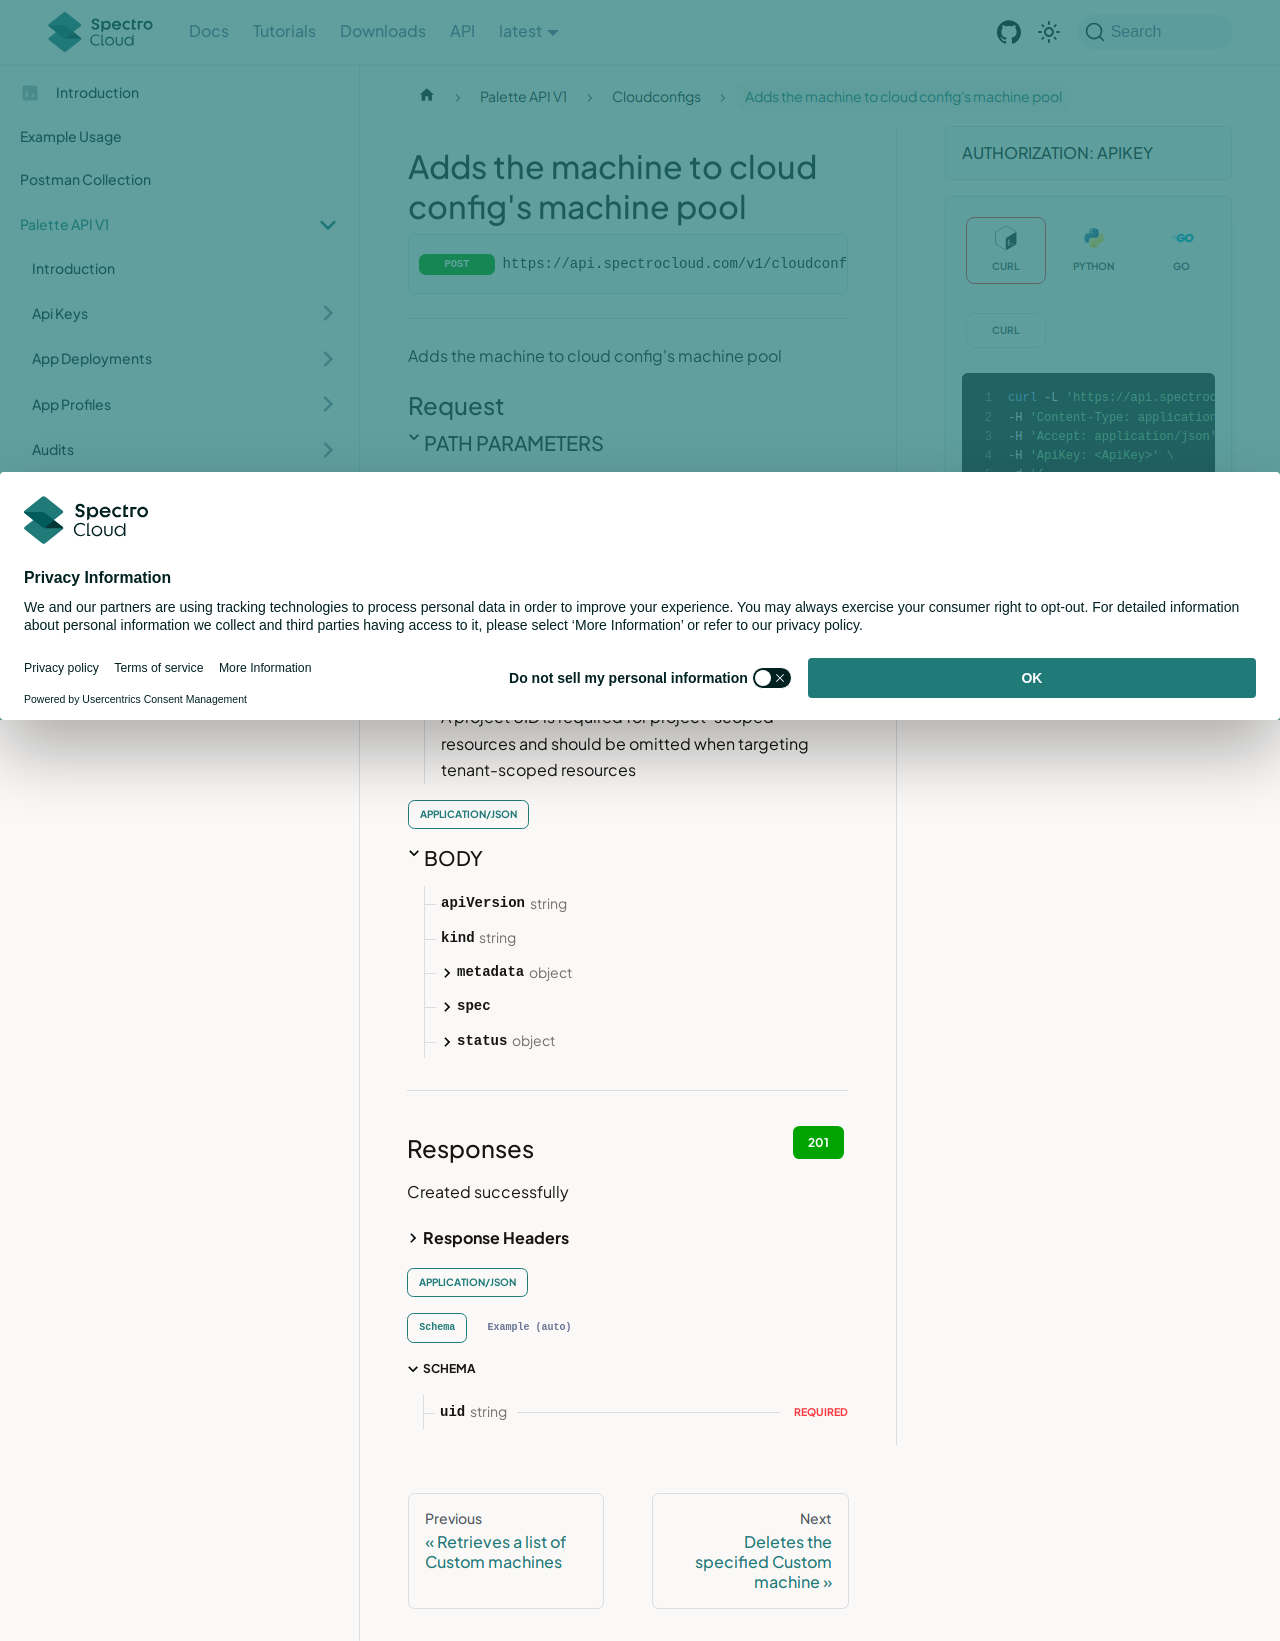 Spectro Cloud
Docs
Tutorials
Downloads
API
latest
Search
Introduction
Example Usage
Postman Collection
Palette API V1
Introduction
Api Keys
App Deployments
App Profiles
Audits
Palette API V1
Cloudconfigs
Adds the machine to cloud config's machine pool
Adds the machine to cloud
config's machine pool
POST
https://api.spectrocloud.com/v1/cloudconf
Adds the machine to cloud config's machine pool
Request
PATH PARAMETERS
AUTHORIZATION: APIKEY
CURL
PYTHON
GO
CURL
1 curl -L 'https://api.spectroc
2 -H 'Content-Type: application
3 -H 'Accept: application/json'
4 -H 'ApiKey: <ApiKey>' \
Spectro
Cloud
Privacy Information
We and our partners are using tracking technologies to process personal data in order to improve your experience. You may always exercise your consumer right to opt-out. For detailed information
about personal information we collect and third parties having access to it, please select ‘More Information’ or refer to our privacy policy.
Privacy policy
Terms of service
More Information
Powered by Usercentrics Consent Management
Do not sell my personal information
OK
A project UID is required for project-scoped
resources and should be omitted when targeting
tenant-scoped resources
APPLICATION/JSON
BODY
apiVersion string
kind string
metadata object
spec
status object
Responses
201
Created successfully
Response Headers
APPLICATION/JSON
Schema
Example (auto)
SCHEMA
uid string
REQUIRED
Previous
« Retrieves a list of
Custom machines
Next
Deletes the
specified Custom
machine »